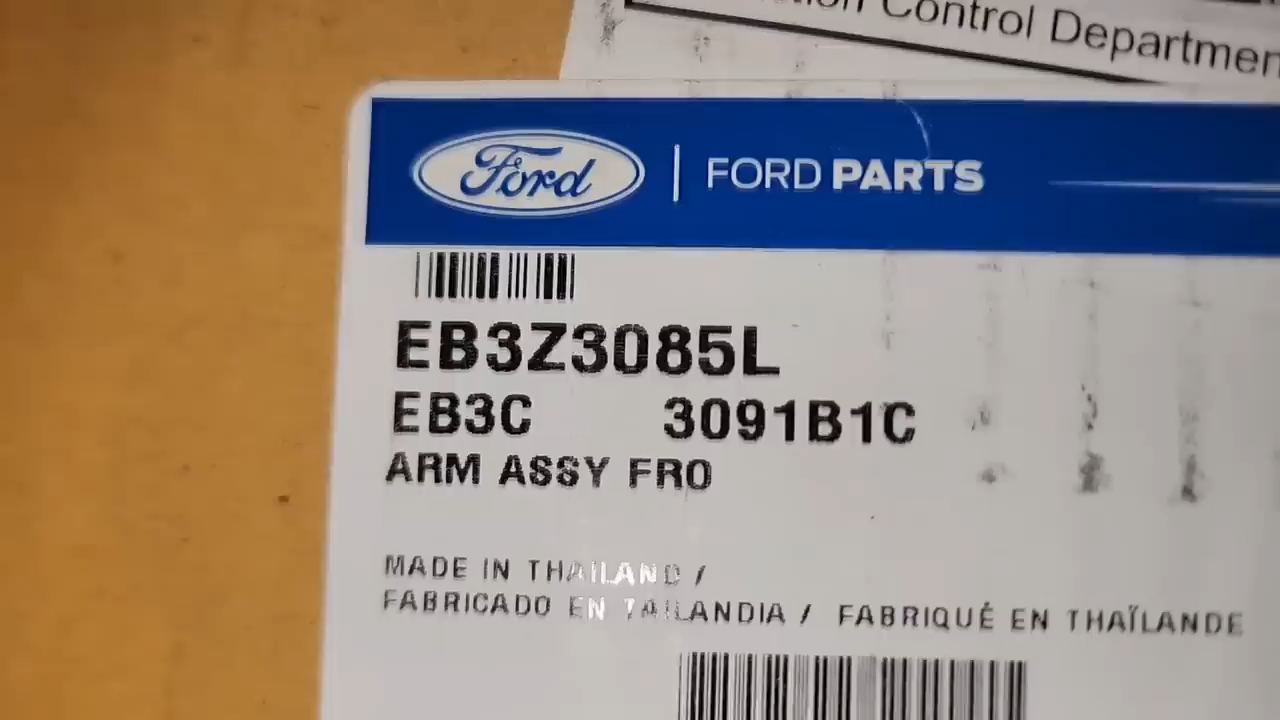 Control Department
Ford
FORD PARTS
EB3Z3085L
EB3C 3091B1C
ARM ASSY FRO
MADE IN THAILAND /
FABRICADO EN TAILANDIA / FABRIQUÉ EN THAÏLANDE